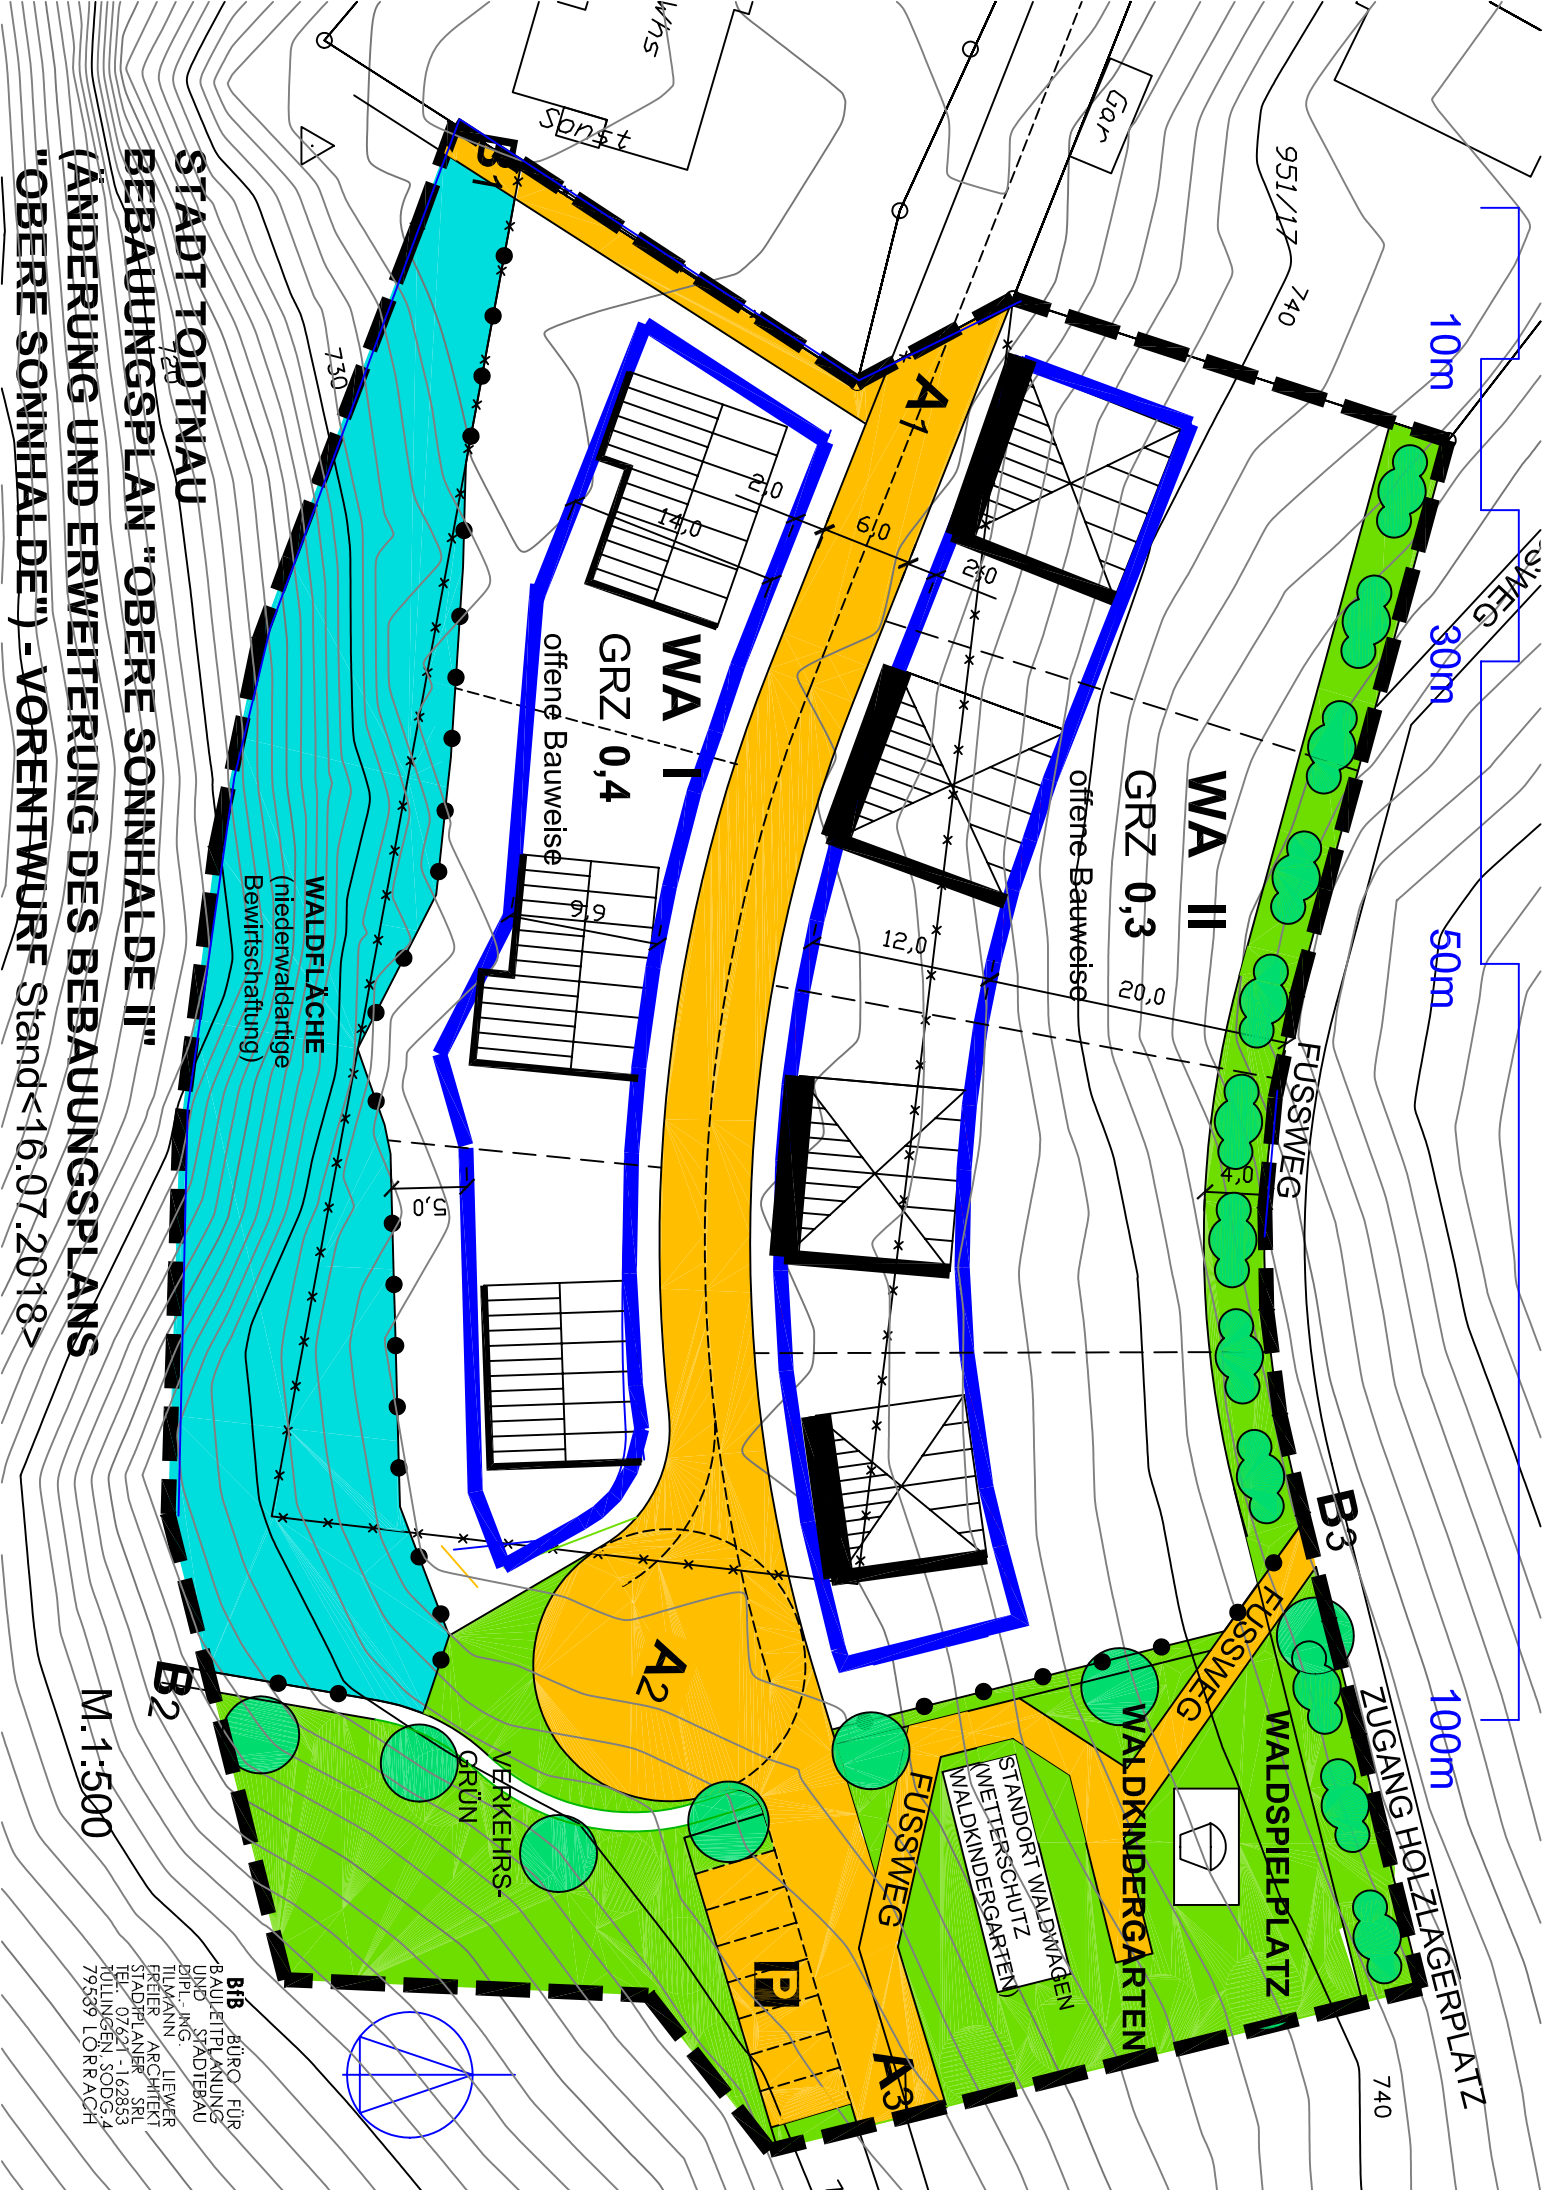 STADT TODTNAU
BEBAUUNGSPLAN "OBERE SONNHALDE II"
(ÄNDERUNG UND ERWEITERUNG DES BEBAUUNGSPLANS
"OBERE SONNHALDE") - VORENTWURF Stand<16.07.2018>
10m
30m
50m
100m
951/17
740
Gar
Sonst
730
720
B1
A1
2,0
14,0
6,0
2,0
WA I
GRZ 0,4
offene Bauweise
WA II
GRZ 0,3
offene Bauweise
9,9
12,0
20,0
FUSSWEG
4,0
5,0
WALDFLÄCHE
(niederwaldartige
Bewirtschaftung)
B3
FUSSWEG
ZUGANG HOLZLAGERPLATZ
WALDSPIELPLATZ
WALDKINDERGARTEN
STANDORT WALDWAGEN
(WETTERSCHUTZ
WALDKINDERGARTEN)
FUSSWEG
A2
VERKEHRS-
GRÜN
P
A3
740
B2
M.1:500
BfB BÜRO FÜR
BAULEITPLANUNG
UND STÄDTEBAU
DIPL.-ING.
TILMANN LIEWER
FREIER ARCHITEKT
STADTPLANER SRL
TEL. 07621-162853
TÜLLINGEN SODG.4
79539 LÖRRACH